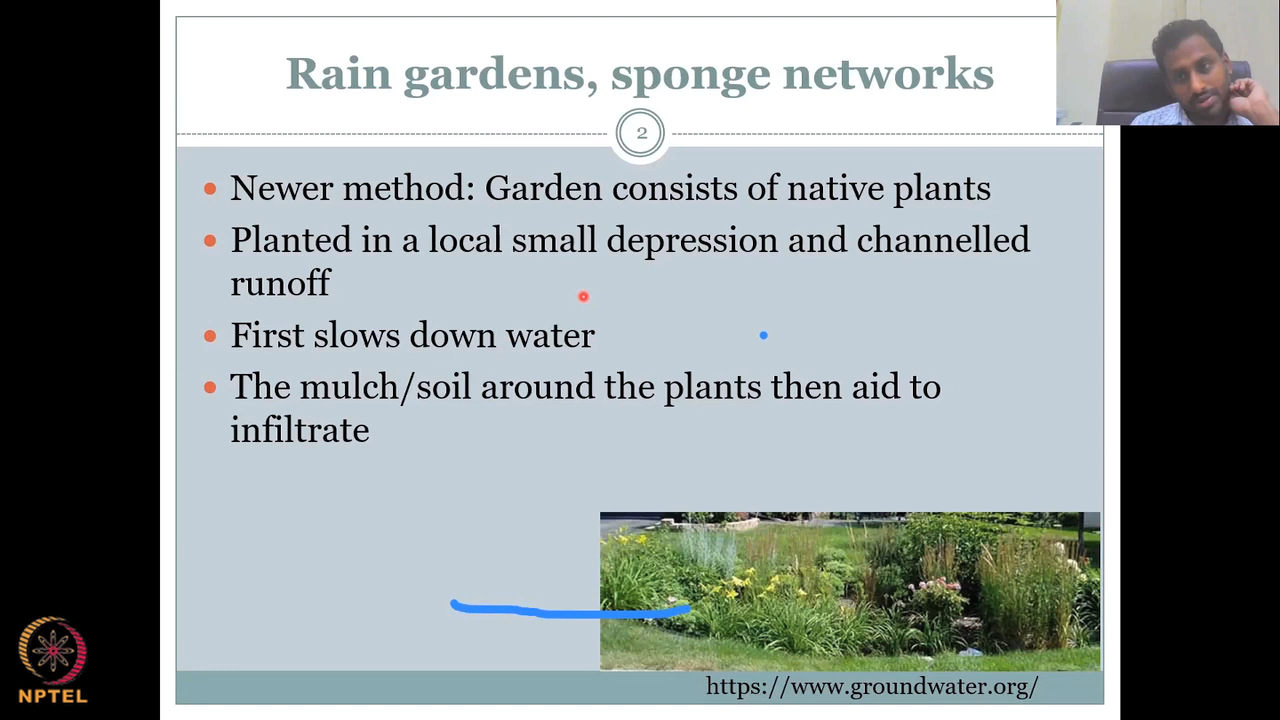 Rain gardens, sponge networks
2
• Newer method: Garden consists of native plants
• Planted in a local small depression and channelled
runoff
• First slows down water
• The mulch/soil around the plants then aid to
infiltrate
https://www.groundwater.org/
NPTEL